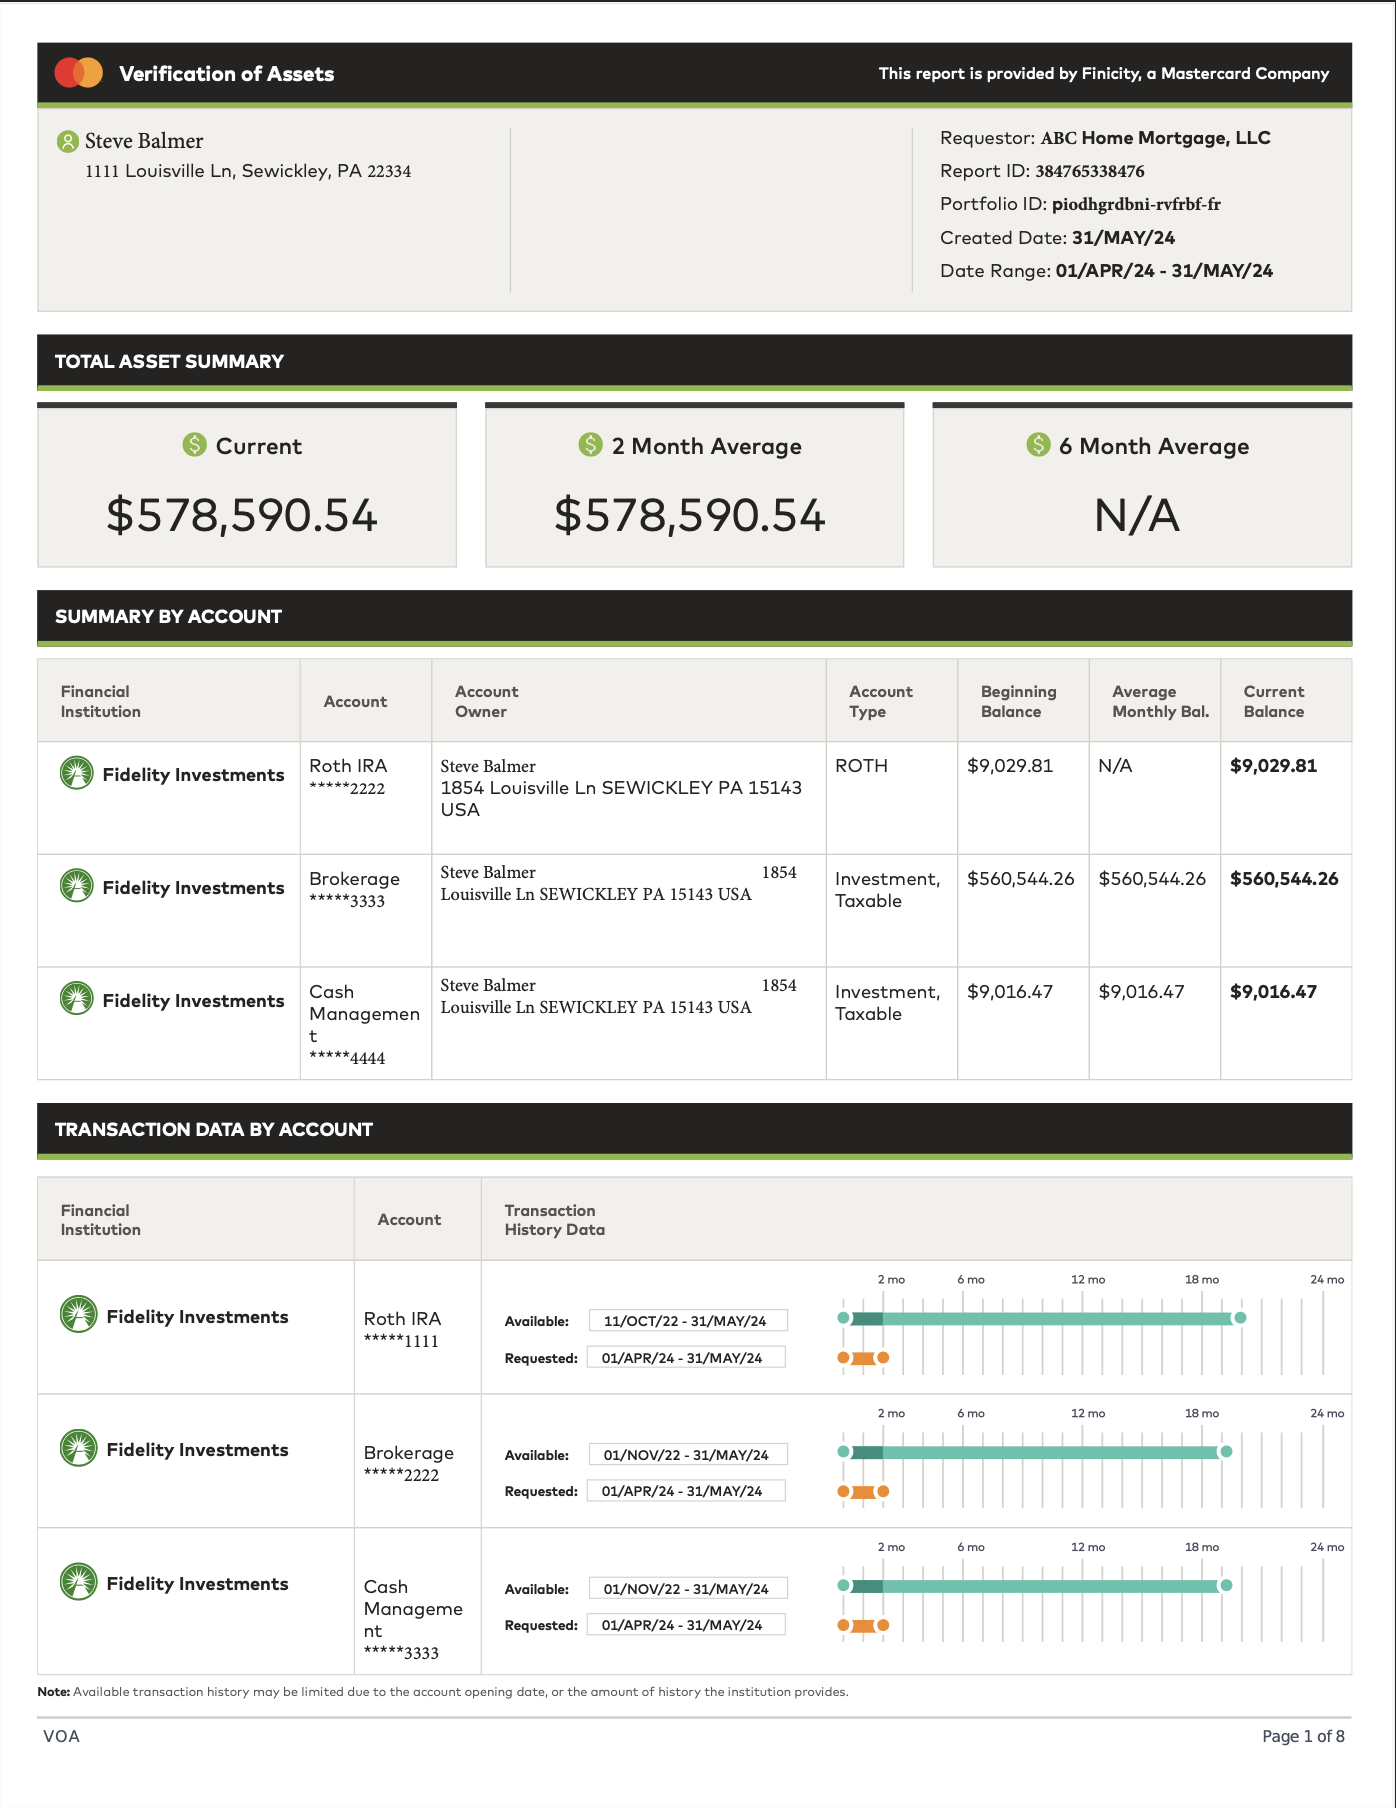 Verification of Assets
This report is provided by Finicity, a Mastercard Company
Steve Balmer
1111 Louisville Ln, Sewickley, PA 22334
Requestor: ABC Home Mortgage, LLC
Report ID: 384765338476
Portfolio ID: piodhgrdbni-rvfrbf-fr
Created Date: 31/MAY/24
Date Range: 01/APR/24 - 31/MAY/24
TOTAL ASSET SUMMARY
$ Current
$578,590.54
$ 2 Month Average
$578,590.54
$ 6 Month Average
N/A
SUMMARY BY ACCOUNT
Financial
Institution
Account
Account
Owner
Account
Type
Beginning
Balance
Average
Monthly Bal.
Current
Balance
Fidelity Investments
Roth IRA
*****2222
Steve Balmer
1854 Louisville Ln SEWICKLEY PA 15143
USA
ROTH
$9,029.81
N/A
$9,029.81
Fidelity Investments
Brokerage
*****3333
Steve Balmer 1854
Louisville Ln SEWICKLEY PA 15143 USA
Investment,
Taxable
$560,544.26
$560,544.26
$560,544.26
Fidelity Investments
Cash
Managemen
t
*****4444
Steve Balmer 1854
Louisville Ln SEWICKLEY PA 15143 USA
Investment,
Taxable
$9,016.47
$9,016.47
$9,016.47
TRANSACTION DATA BY ACCOUNT
Financial
Institution
Account
Transaction
History Data
Fidelity Investments
Roth IRA
*****1111
Available: 11/OCT/22 - 31/MAY/24
Requested: 01/APR/24 - 31/MAY/24
2 mo 6 mo 12 mo 18 mo 24 mo
Fidelity Investments
Brokerage
*****2222
Available: 01/NOV/22 - 31/MAY/24
Requested: 01/APR/24 - 31/MAY/24
2 mo 6 mo 12 mo 18 mo 24 mo
Fidelity Investments
Cash
Manageme
nt
*****3333
Available: 01/NOV/22 - 31/MAY/24
Requested: 01/APR/24 - 31/MAY/24
2 mo 6 mo 12 mo 18 mo 24 mo
Note: Available transaction history may be limited due to the account opening date, or the amount of history the institution provides.
VOA
Page 1 of 8